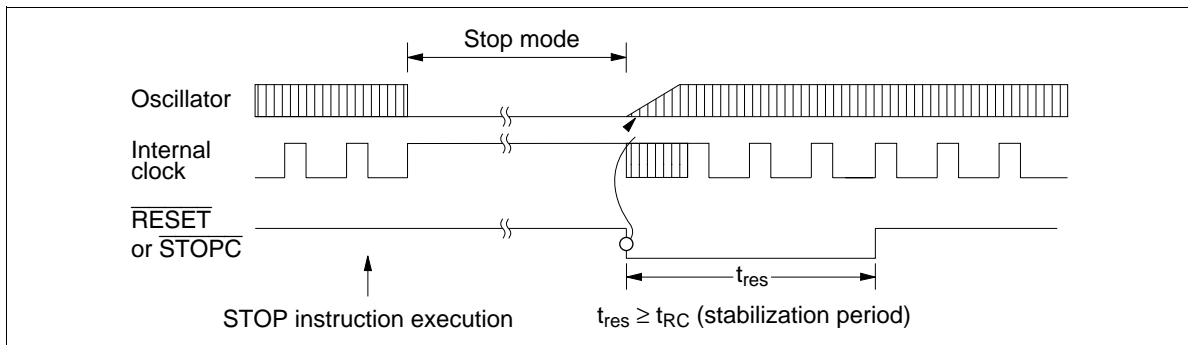 Stop mode
Oscillator
Internal
clock
RESET
or STOPC
tres
STOP instruction execution
tres ≥ tRC (stabilization period)